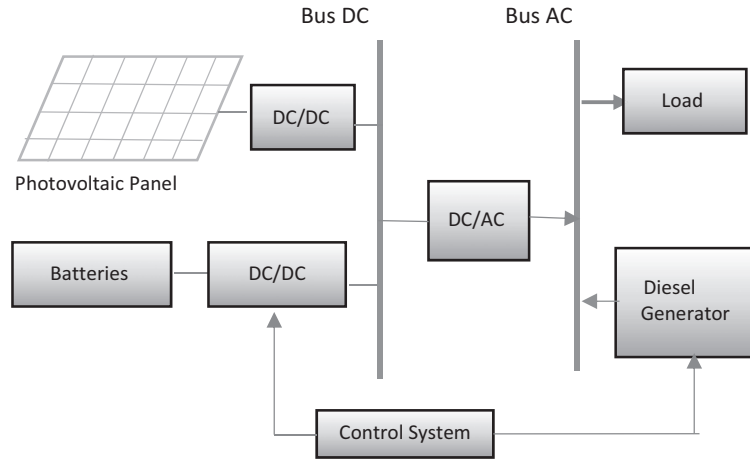 Bus DC
Bus AC
DC/DC
Load
Photovoltaic Panel
DC/AC
Batteries
DC/DC
Diesel
Generator
Control System